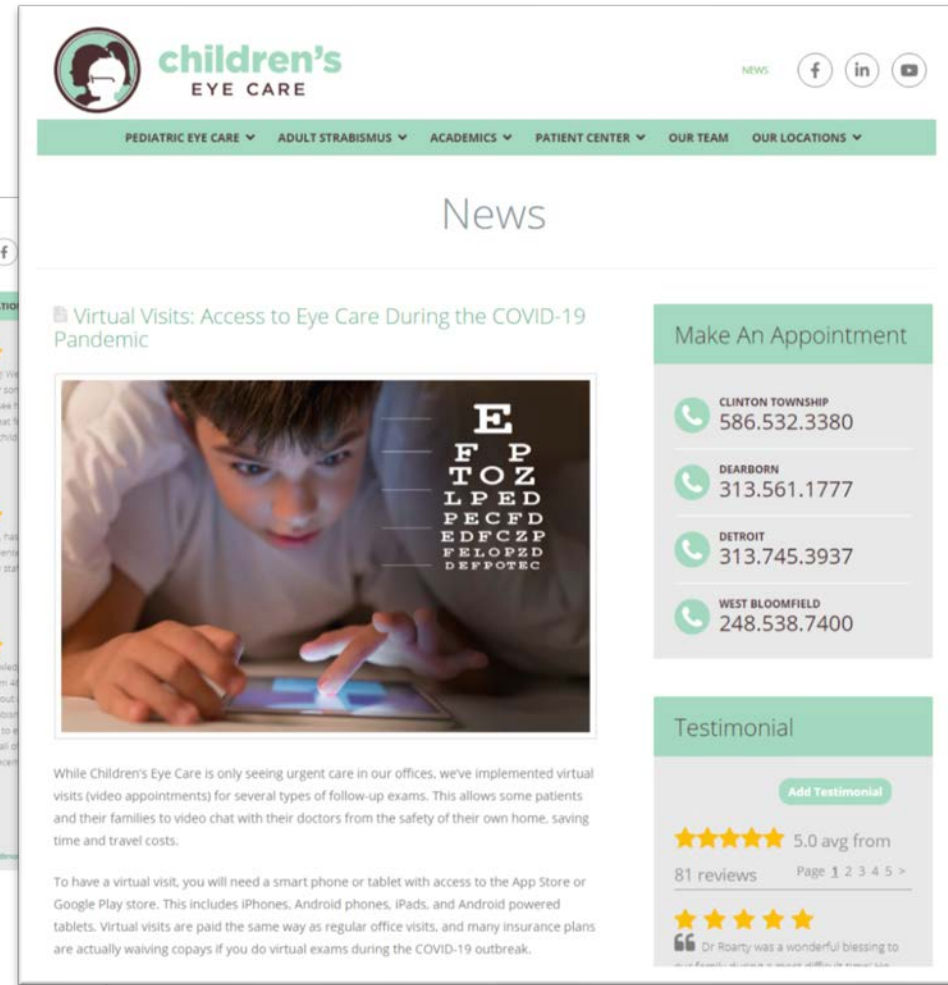 children's
EYE CARE
NEWS
PEDIATRIC EYE CARE ADULT STRABISMUS ACADEMICS PATIENT CENTER OUR TEAM OUR LOCATIONS
News
Virtual Visits: Access to Eye Care During the COVID-19
Pandemic
E
F P
T O Z
L P E D
P E C F D
E D F C Z P
F E L O P Z D
D E F P O T E C
While Children's Eye Care is only seeing urgent care in our offices, we've implemented virtual
visits (video appointments) for several types of follow-up exams. This allows some patients
and their families to video chat with their doctors from the safety of their own home, saving
time and travel costs.
To have a virtual visit, you will need a smart phone or tablet with access to the App Store or
Google Play store. This includes iPhones, Android phones, iPads, and Android powered
tablets. Virtual visits are paid the same way as regular office visits, and many insurance plans
are actually waiving copays if you do virtual exams during the COVID-19 outbreak.
Make An Appointment
CLINTON TOWNSHIP
586.532.3380
DEARBORN
313.561.1777
DETROIT
313.745.3937
WEST BLOOMFIELD
248.538.7400
Testimonial
Add Testimonial
5.0 avg from
81 reviews Page 1 2 3 4 5 >
Dr Roarty was a wonderful blessing to